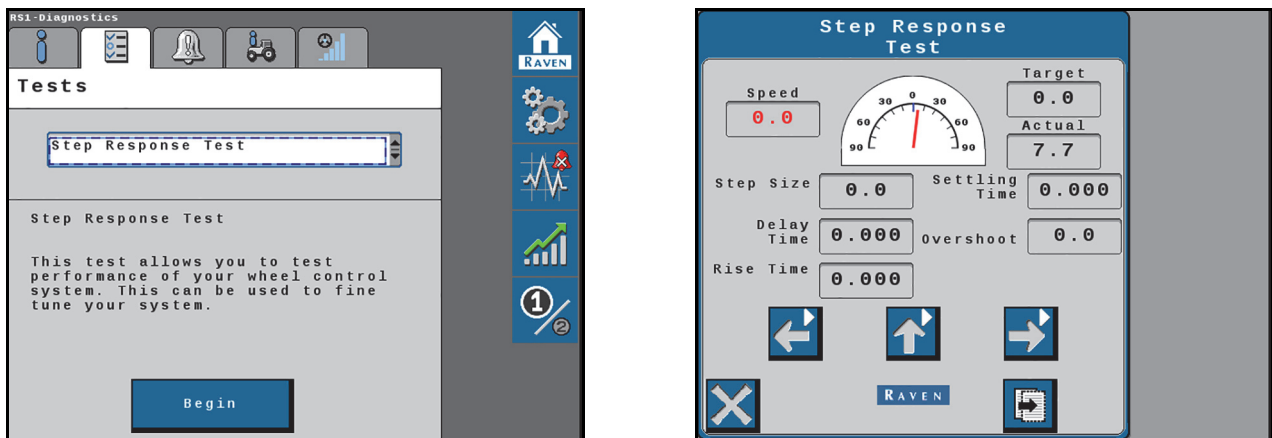 RS1-Diagnostics
RAVEN
Tests
Step Response Test
Step Response Test
This test allows you to test
performance of your wheel control
system. This can be used to fine
tune your system.
Begin
1/2
Step Response
Test
Speed
0.0
30 0 30
60 60
90 90
Target
0.0
Actual
7.7
Step Size
0.0
Settling
Time
0.000
Delay
Time
0.000
Overshoot
0.0
Rise Time
0.000
RAVEN